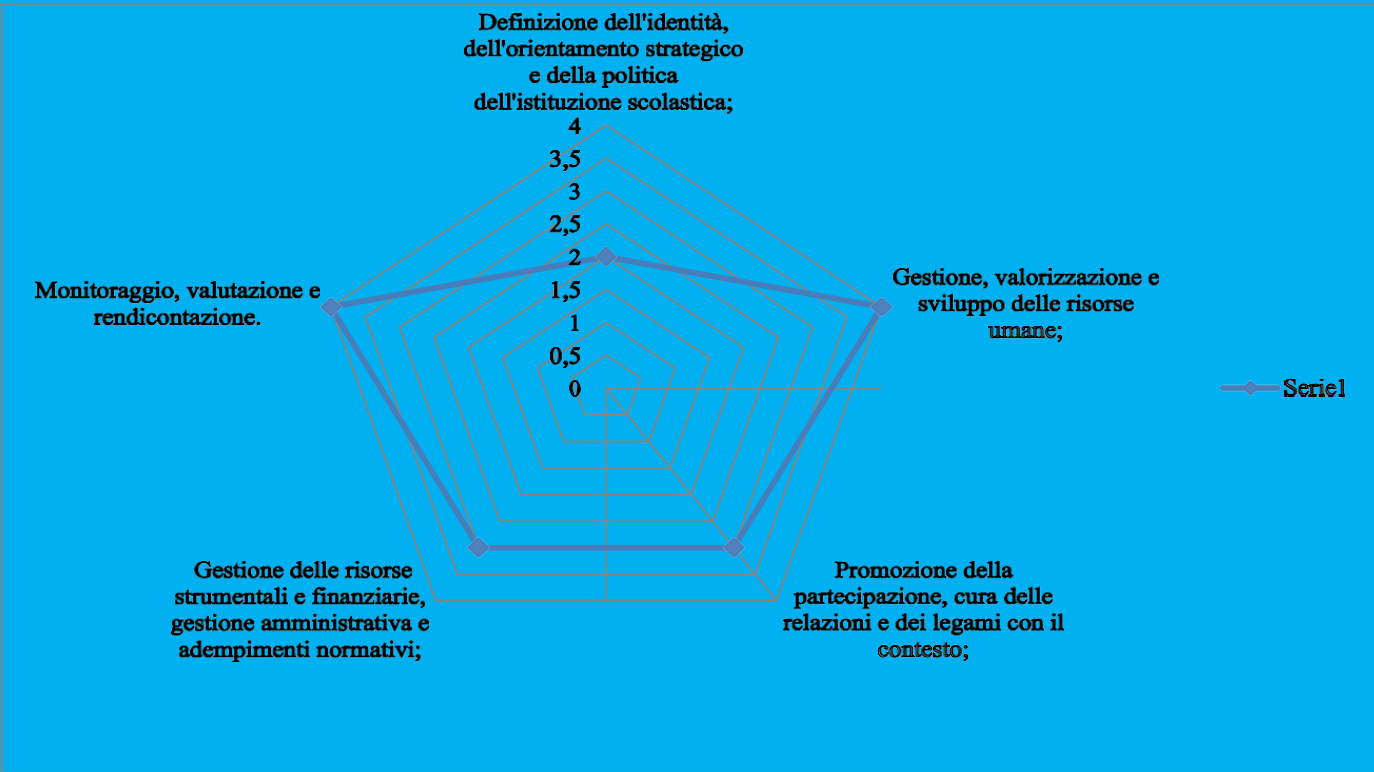 Definizione dell'identità,
dell'orientamento strategico
e della politica
dell'istituzione scolastica;
4
3,5
3
2,5
2
1,5
1
0,5
0
Gestione, valorizzazione e
sviluppo delle risorse
umane;
Monitoraggio, valutazione e
rendicontazione.
Serie1
Gestione delle risorse
strumentali e finanziarie,
gestione amministrativa e
adempimenti normativi;
Promozione della
partecipazione, cura delle
relazioni e dei legami con il
contesto;